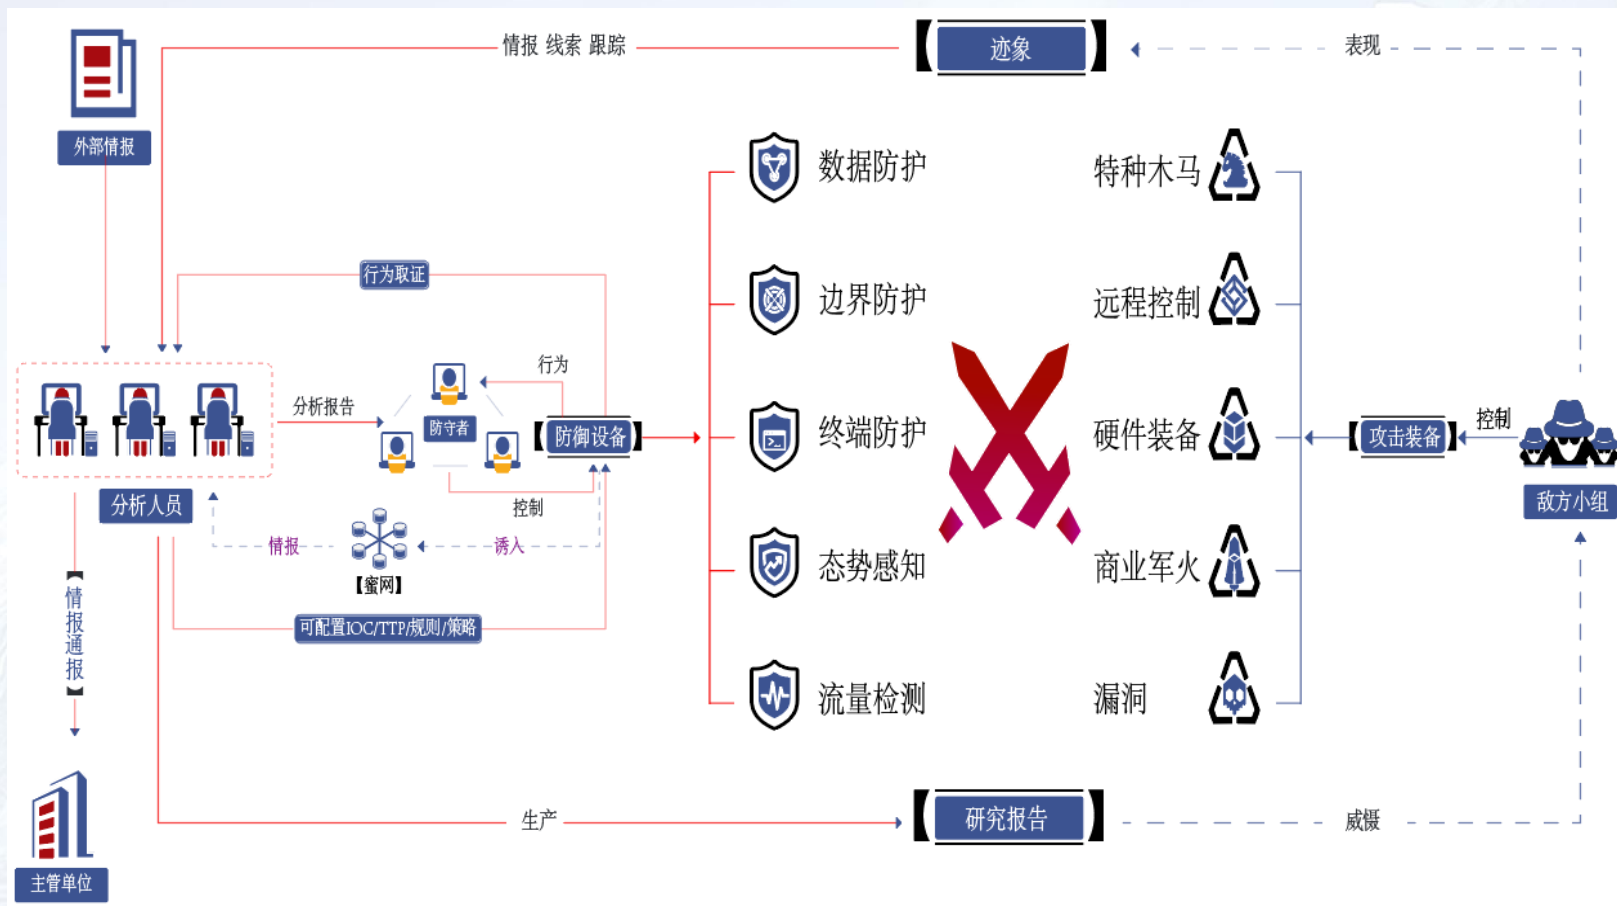 情报 线索 跟踪
迹象
表现
外部情报
数据防护
特种木马
行为取证
边界防护
远程控制
行为
分析报告
防守者
防御设备
终端防护
硬件装备
攻击装备
控制
敌方小组
分析人员
控制
情报
诱入
【蜜网】
态势感知
商业军火
【情报通报】
可配置IOC/TTP/规则/策略
流量检测
漏洞
生产
研究报告
威慑
主管单位